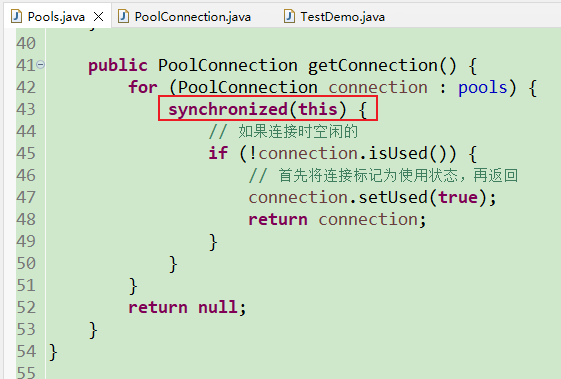 Pools.java PoolConnection.java TestDemo.java
40 }
41 public PoolConnection getConnection() {
42 for (PoolConnection connection : pools) {
43 synchronized(this) {
44 // 如果连接时空闲的
45 if (!connection.isUsed()) {
46 // 首先将连接标记为使用状态，再返回
47 connection.setUsed(true);
48 return connection;
49 }
50 }
51 }
52 return null;
53 }
54 }
55